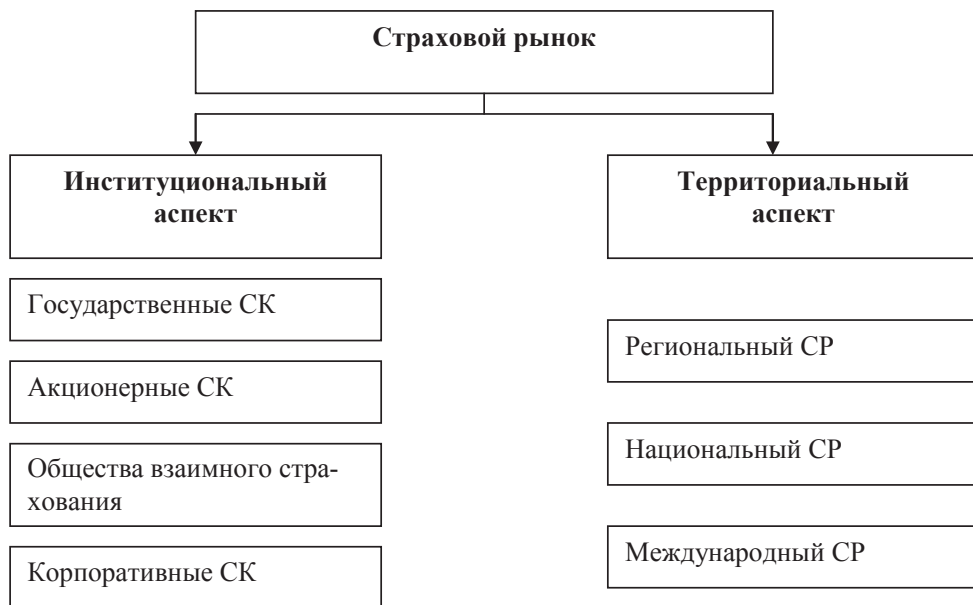 Страховой рынок
Институциональный
аспект
Государственные СК
Акционерные СК
Общества взаимного стра-
хования
Корпоративные СК
Территориальный
аспект
Региональный СР
Национальный СР
Международный СР